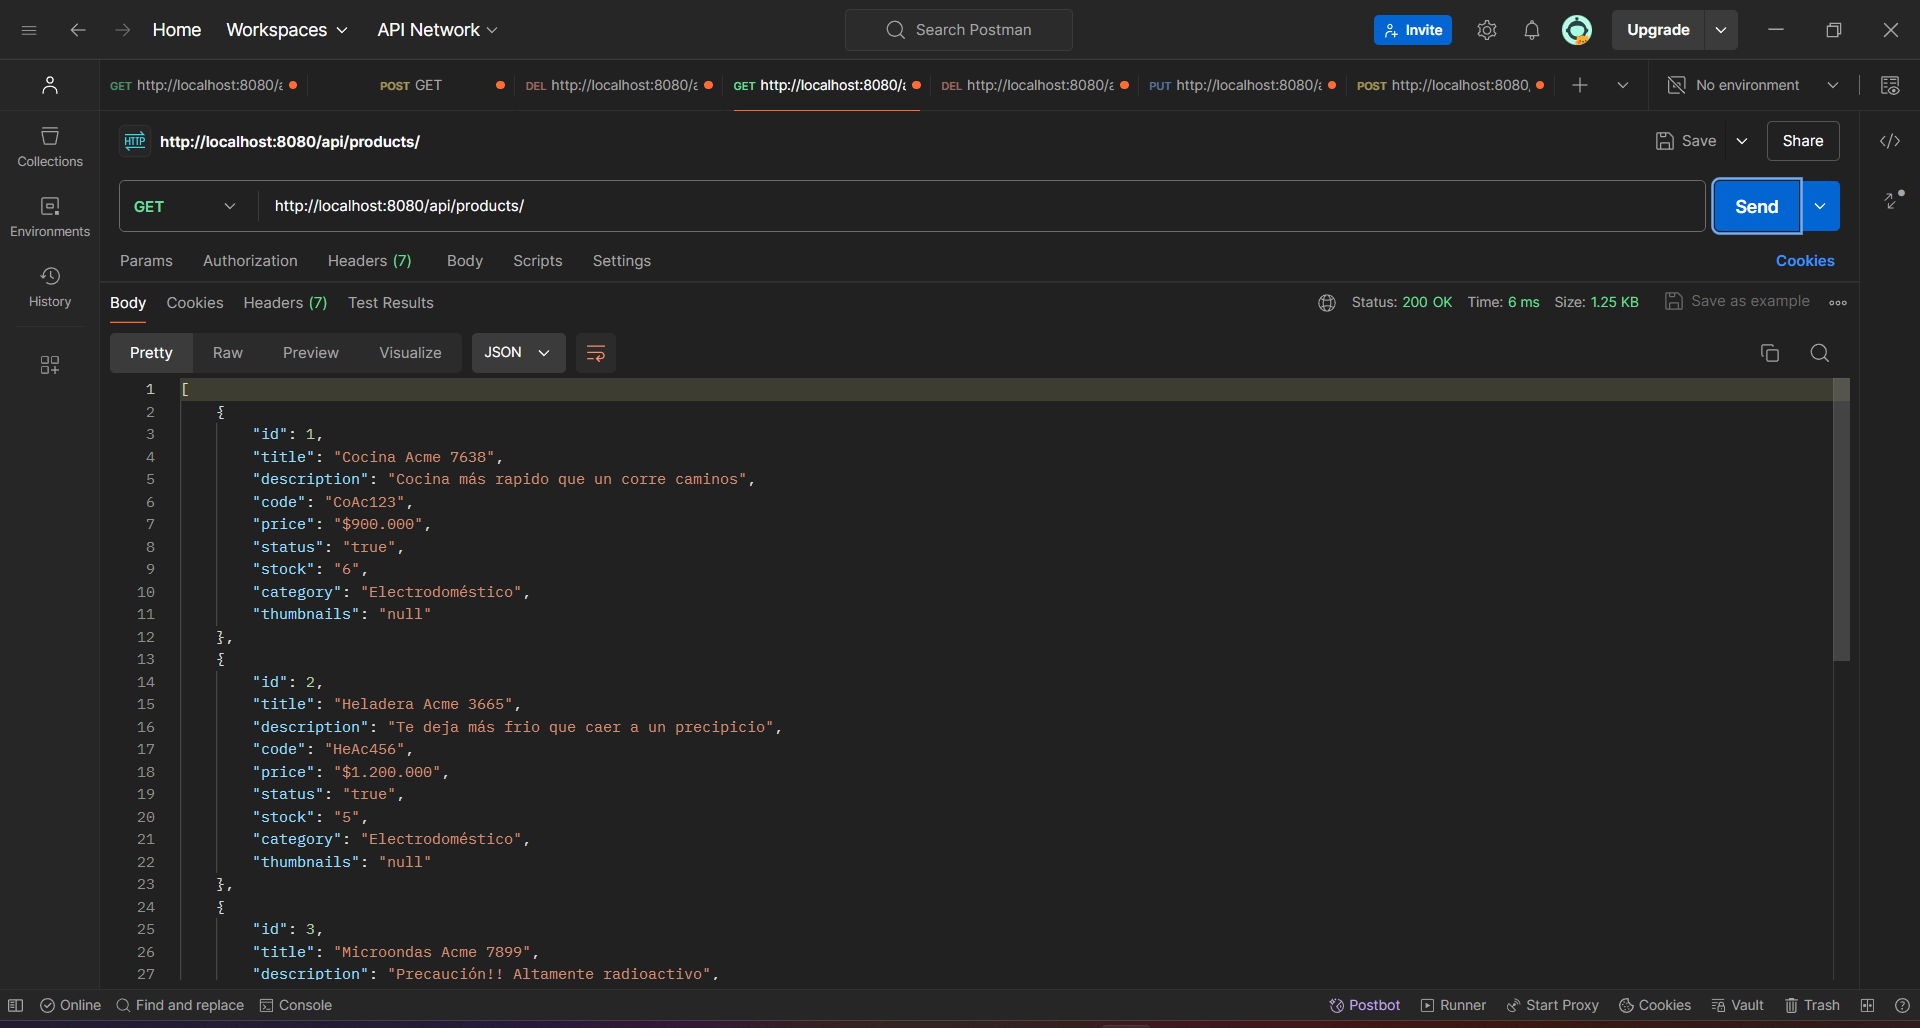 Home Workspaces API Network Search Postman Invite Upgrade
GET http://localhost:8080/a POST GET DEL http://localhost:8080/a GET http://localhost:8080/a DEL http://localhost:8080/a PUT http://localhost:8080/a POST http://localhost:8080, No environment
Collections
Environments
History
HTTP http://localhost:8080/api/products/ Save Share
GET http://localhost:8080/api/products/ Send
Params Authorization Headers (7) Body Scripts Settings Cookies
Body Cookies Headers (7) Test Results Status: 200 OK Time: 6 ms Size: 1.25 KB Save as example
Pretty Raw Preview Visualize JSON
1 [
2 {
3 "id": 1,
4 "title": "Cocina Acme 7638",
5 "description": "Cocina más rapido que un corre caminos",
6 "code": "CoAc123",
7 "price": "$900.000",
8 "status": "true",
9 "stock": "6",
10 "category": "Electrodoméstico",
11 "thumbnails": "null"
12 },
13 {
14 "id": 2,
15 "title": "Heladera Acme 3665",
16 "description": "Te deja más frio que caer a un precipicio",
17 "code": "HeAc456",
18 "price": "$1.200.000",
19 "status": "true",
20 "stock": "5",
21 "category": "Electrodoméstico",
22 "thumbnails": "null"
23 },
24 {
25 "id": 3,
26 "title": "Microondas Acme 7899",
27 "description": "Precaución!! Altamente radioactivo",
Online Find and replace Console Postbot Runner Start Proxy Cookies Vault Trash